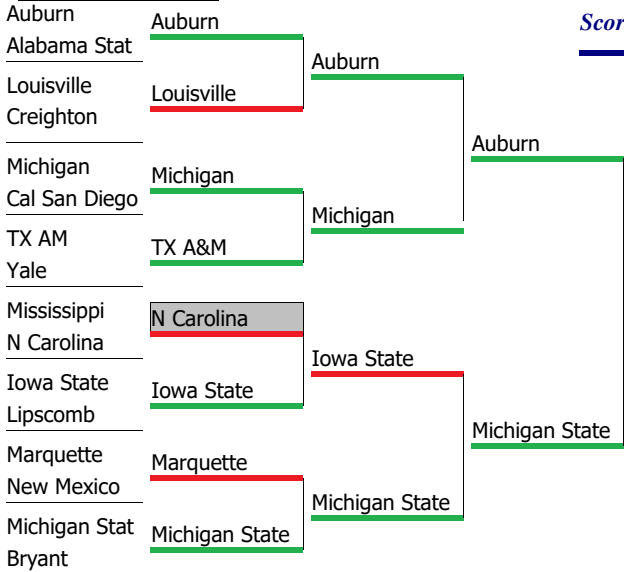 Auburn
Alabama Stat
Louisville
Creighton
Michigan
Cal San Diego
TX AM
Yale
Mississippi
N Carolina
Iowa State
Lipscomb
Marquette
New Mexico
Michigan Stat
Bryant
Auburn
Louisville
Michigan
TX A&M
N Carolina
Iowa State
Marquette
Michigan State
Auburn
Michigan
Iowa State
Michigan State
Auburn
Michigan State
Scor